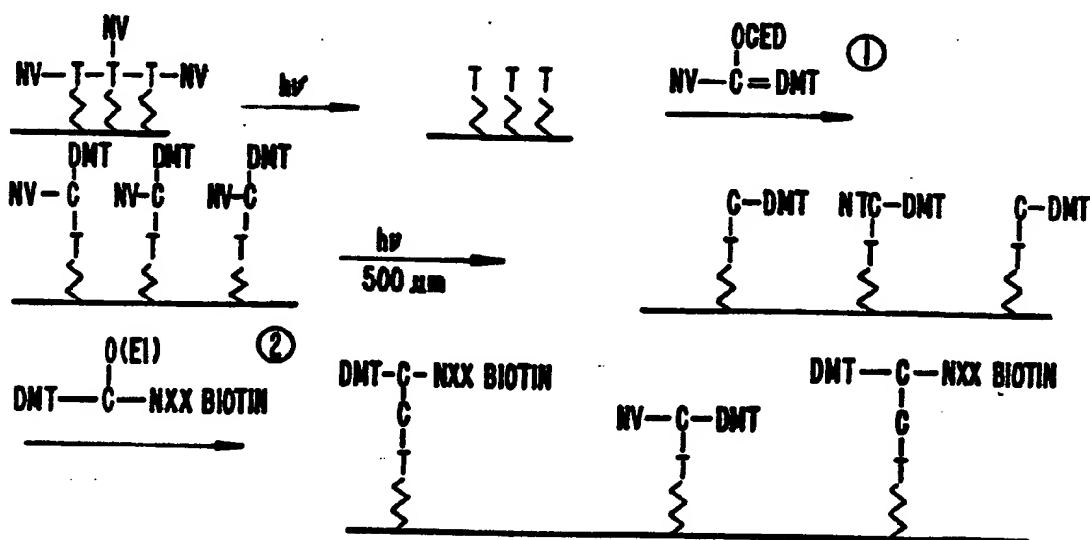 NV
NV-T-T-T-NV
hν
T T T
OCED
NV-C=DMT
①
DMT DMT DMT
NV-C NV-C NV-C
T T T
hν
500 µm
C-DMT NTC-DMT C-DMT
T T T
②
O(EI)
DMT-C-NXX BIOTIN
DMT-C-NXX BIOTIN
C
T
NV-C-DMT
T
DMT-C-NXX BIOTIN
C
T